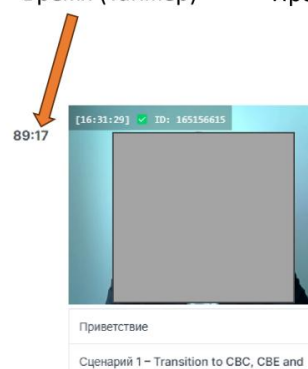 [16:31:29] ✅ ID: 165156615
89:17
Приветствие
Сценарий 1 – Transition to CBC, CBE and